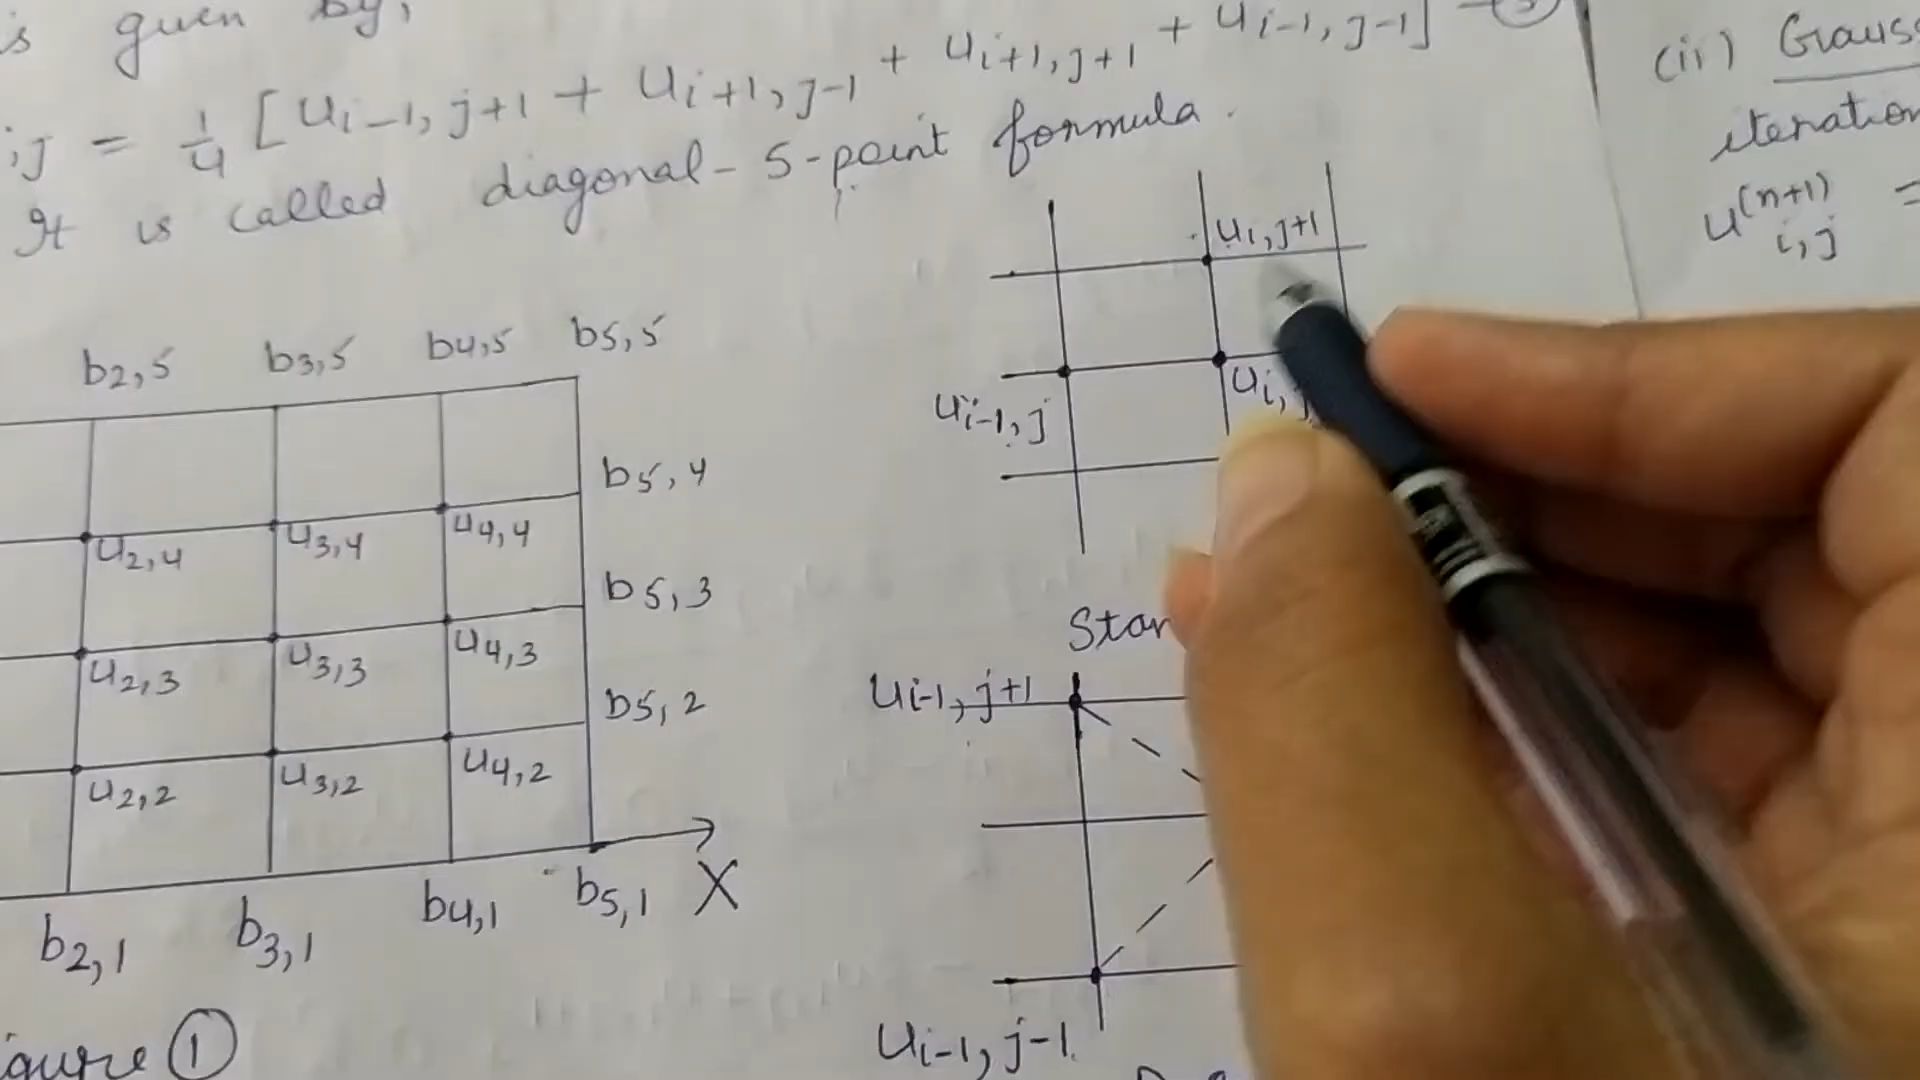 is given by,
i,j = 1/4 [ui-1, j+1 + ui+1, j-1 + ui+1, j+1 + ui-1, j-1]
It is called diagonal-5-point formula.
b2,5 b3,5 b4,5 b5,5
b5,4
u2,4 u3,4 u4,4
b5,3
u2,3 u3,3 u4,3
b5,2
u2,2 u3,2 u4,2
b2,1 b3,1 b4,1 b5,1 X
igure ①
ui, j+1
ui-1, j
ui, j
Stan
ui-1, j+1
ui-1, j-1
(ii) Gauss
iteration
u(n+1) i,j =